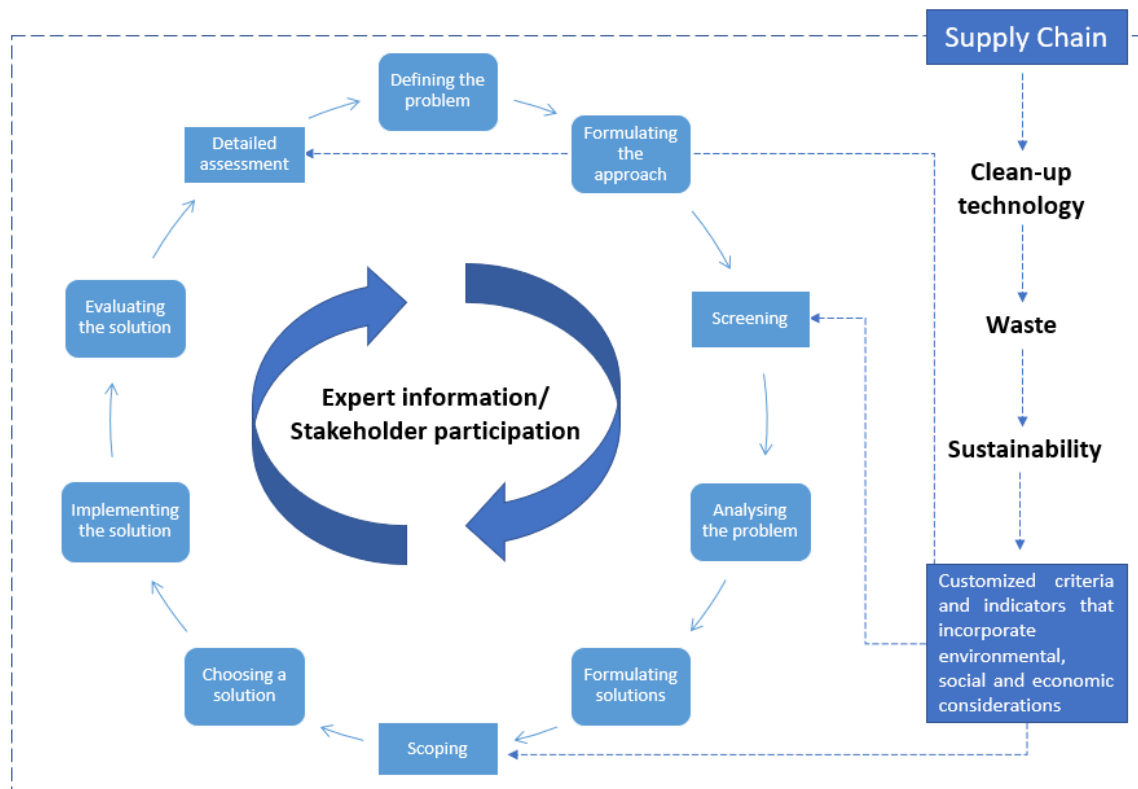 Supply Chain
Defining the
problem
Formulating
the
approach
Detailed
assessment
Clean-up
technology
Evaluating
the solution
Screening
Waste
Expert information/
Stakeholder participation
Sustainability
Implementing
the solution
Analysing
the problem
Customized criteria
and indicators that
incorporate
environmental,
social and economic
considerations
Choosing a
solution
Formulating
solutions
Scoping